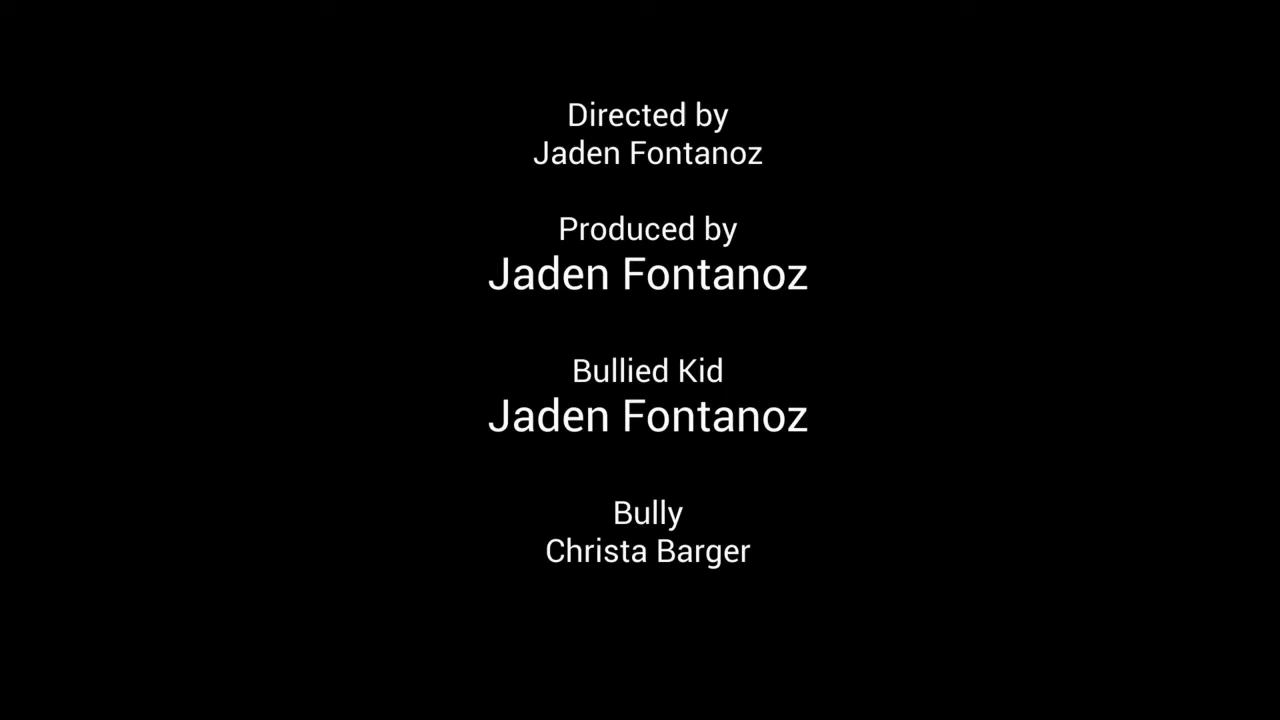 Directed by
Jaden Fontanoz
Produced by
Jaden Fontanoz
Bullied Kid
Jaden Fontanoz
Bully
Christa Barger